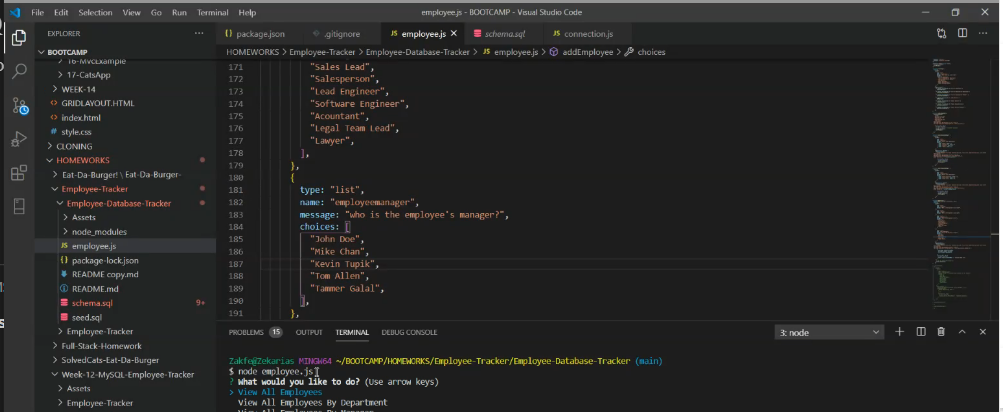 File Edit Selection View Go Run Terminal Help
employee.js - BOOTCAMP - Visual Studio Code
EXPLORER
BOOTCAMP
17-CatsApp
WEEK-14
GRIDLAYOUT.HTML
index.html
style.css
CLONING
HOMEWORKS
Eat-Da-Burger! \ Eat-Da-Burger-
Employee-Tracker
Employee-Database-Tracker
Assets
node_modules
employee.js
package-lock.json
README copy.md
README.md
schema.sql 9+
seed.sql
Employee-Tracker
Full-Stack-Homework
SolvedCats-Eat-Da-Burger
Week-12-MySQL-Employee-Tracker
Assets
Employee-Tracker
package.json .gitignore employee.js schema.sql connection.js
HOMEWORKS > Employee-Tracker > Employee-Database-Tracker > employee.js > addEmployee > choices
171 "Sales Lead",
172 "Salesperson",
173 "Lead Engineer",
174 "Software Engineer",
175 "Acountant",
176 "Legal Team Lead",
177 "Lawyer",
178 ],
179 },
180 {
181 type: "list",
182 name: "employeemanager",
183 message: "who is the employee's manager?",
184 choices: [
185 "John Doe",
186 "Mike Chan",
187 "Kevin Tupik",
188 "Tom Allen",
189 "Tammer Galal",
190 ],
191 },
PROBLEMS 15 OUTPUT TERMINAL DEBUG CONSOLE 3: node
Zakfe@Zekarias MINGW64 ~/BOOTCAMP/HOMEWORKS/Employee-Tracker/Employee-Database-Tracker (main)
$ node employee.js
? What would you like to do? (Use arrow keys)
> View All Employees
View All Employees By Department